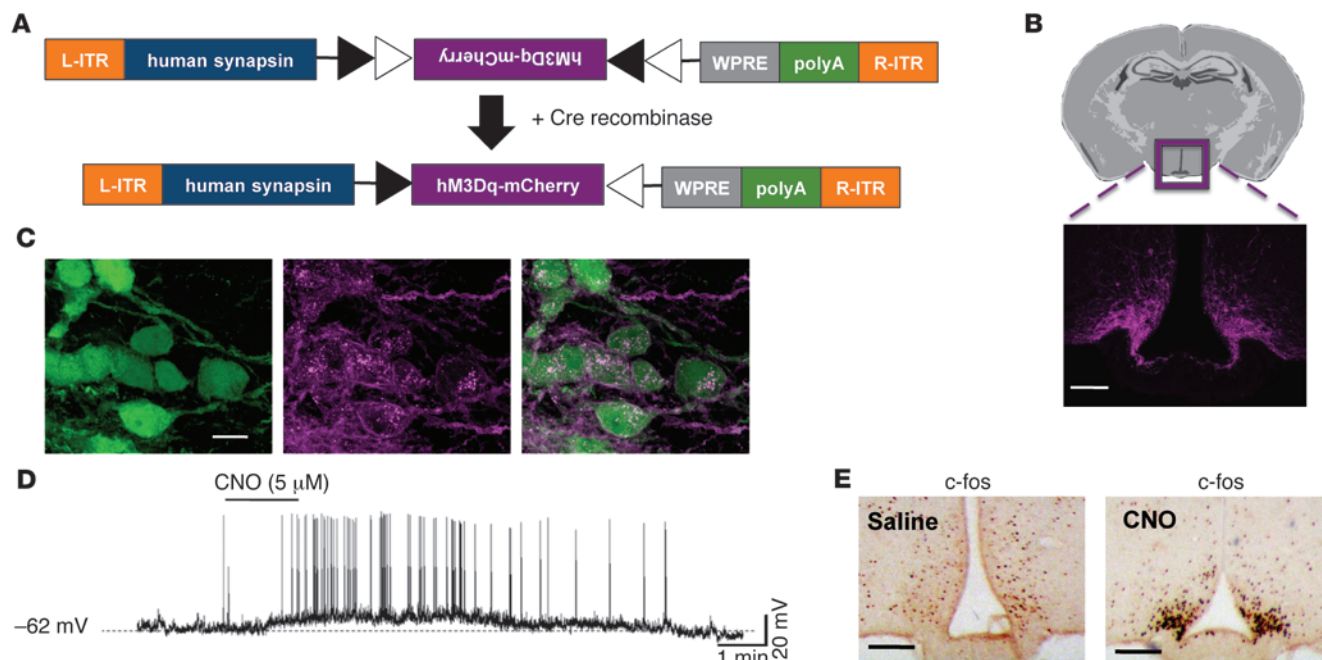 A
L-ITR human synapsin hM3Dq-mCherry WPRE polyA R-ITR
+ Cre recombinase
L-ITR human synapsin hM3Dq-mCherry WPRE polyA R-ITR
B
C
D
CNO (5 μM)
–62 mV
20 mV
1 min
E
c-fos
Saline
c-fos
CNO